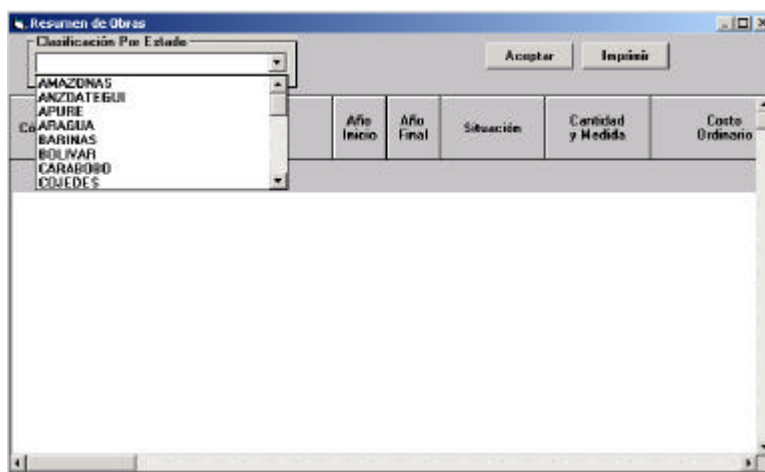 Resumen de Obras
Clasificación Por Estado
Aceptar
Imprimir
AMAZONAS
ANZOATEGUI
APURE
ARAGUA
BARINAS
BOLIVAR
CARABOBO
COJEDES
Có
Año
Inicio
Año
Final
Situación
Cantidad
y Medida
Costo
Ordinario